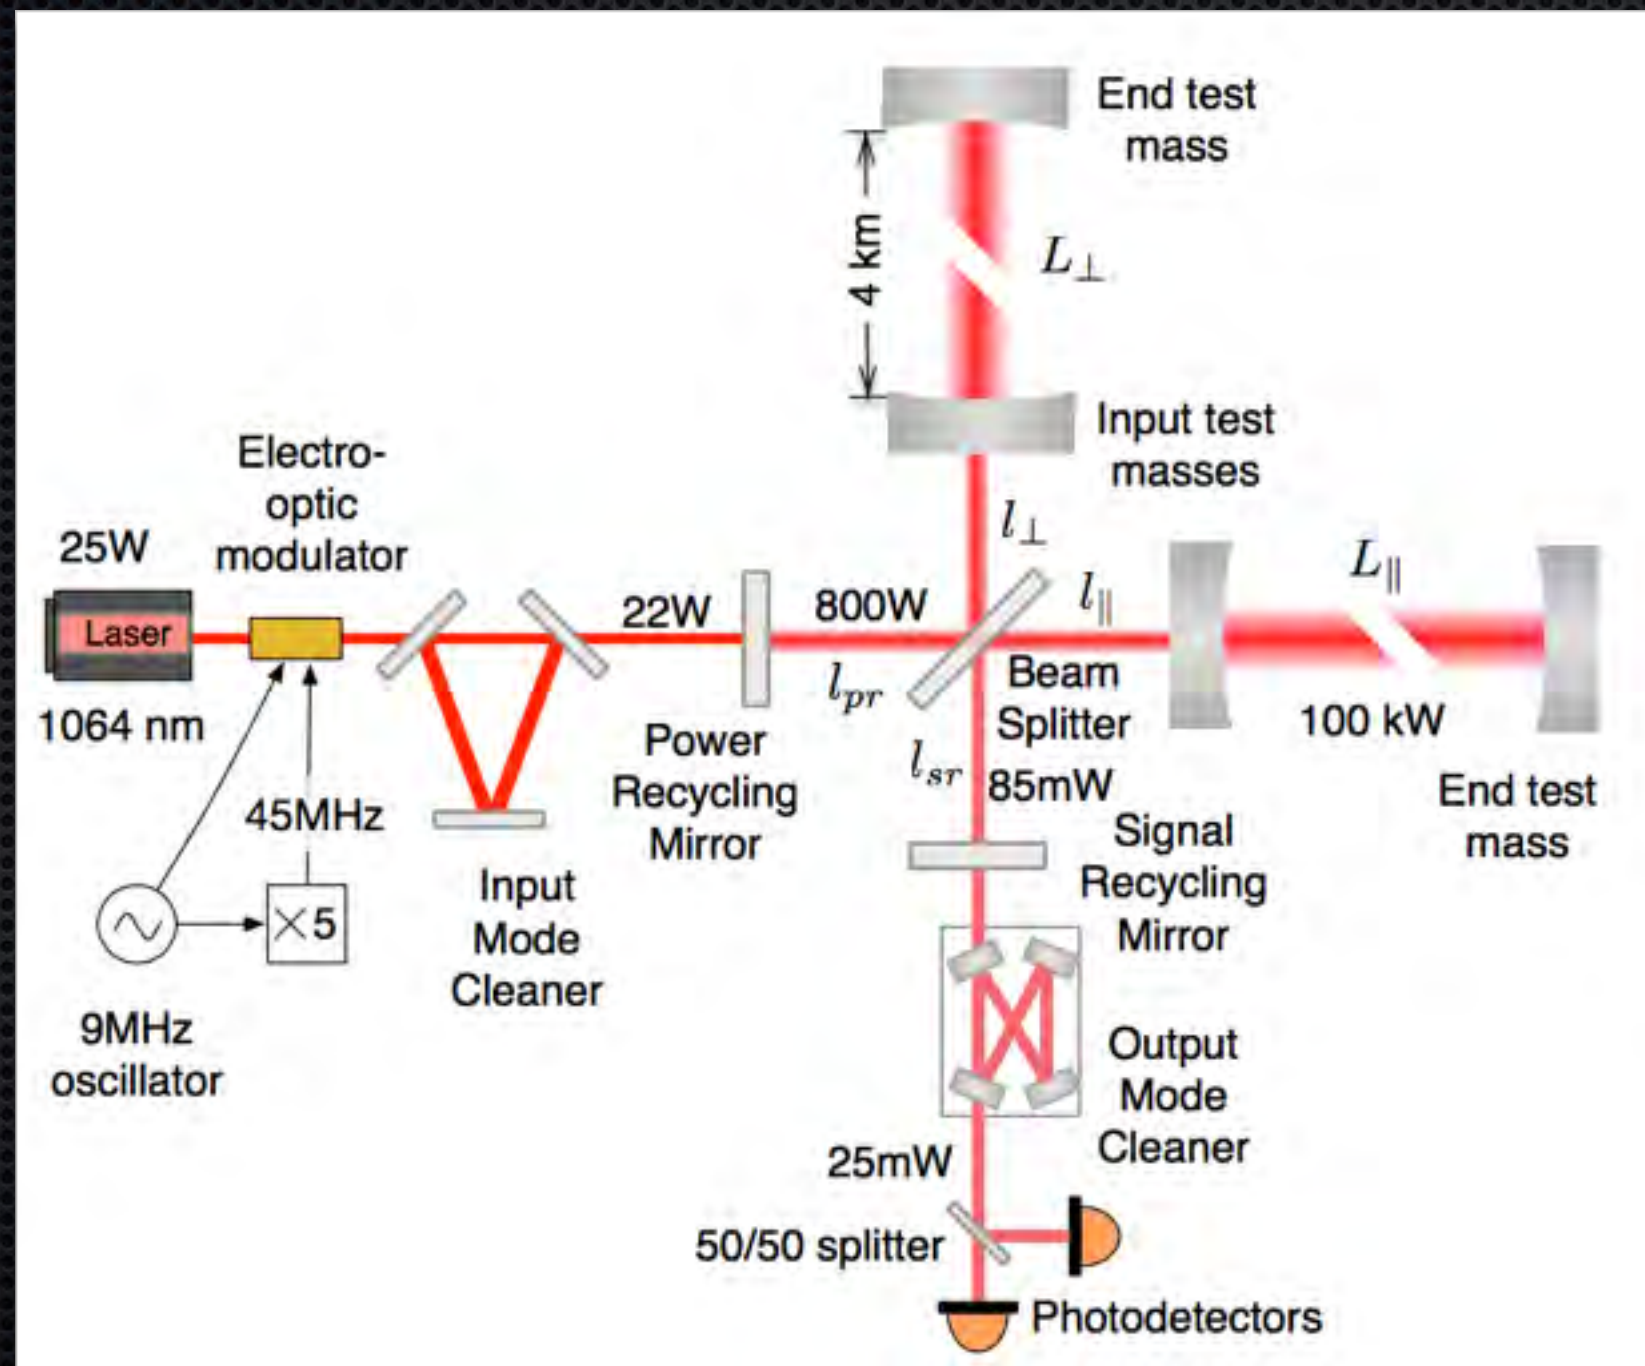 End test
mass
4 km
L⊥
Input test
masses
Electro-
optic
modulator
l⊥
25W
L∥
22W
800W
l∥
Laser
l_pr
Beam
Splitter
1064 nm
100 kW
Power
Recycling
Mirror
l_sr
85mW
End test
mass
45MHz
Signal
Recycling
Mirror
Input
Mode
Cleaner
×5
9MHz
oscillator
Output
Mode
Cleaner
25mW
50/50 splitter
Photodetectors